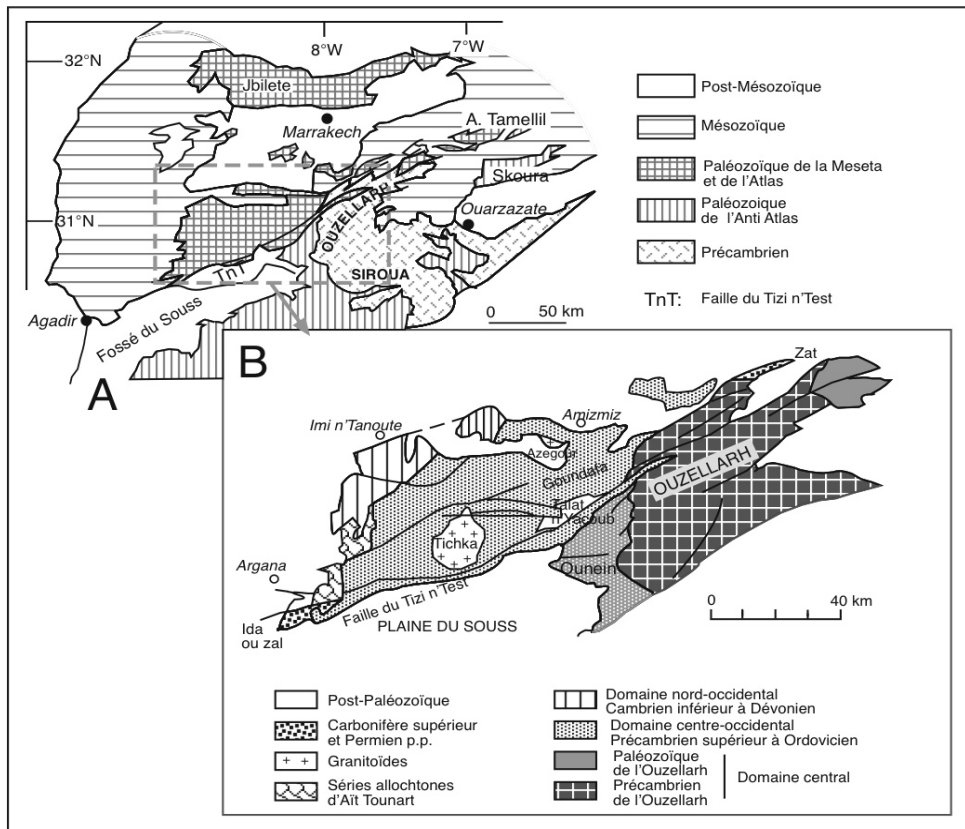 8°W
7°W
32°N
Jbilete
Marrakech
A. Tamellil
Skoura
31°N
OUZELLARH
Ouarzazate
SIROUA
TnT
Agadir
Fossé du Souss
0 50 km
A
Post-Mésozoïque
Mésozoïque
Paléozoïque de la Meseta
et de l'Atlas
Paléozoique
de l'Anti Atlas
Précambrien
TnT: Faille du Tizi n'Test
B
Zat
Imi n'Tanoute
Amizmiz
Azegour
Goundafa
OUZELLARH
Talat
n'Yacoub
Tichka
Ounein
Argana
Faille du Tizi n'Test
Ida
ou zal
PLAINE DU SOUSS
0 40 km
Post-Paléozoïque
Carbonifère supérieur
et Permien p.p.
Granitoïdes
Séries allochtones
d'Aït Tounart
Domaine nord-occidental
Cambrien inférieur à Dévonien
Domaine centre-occidental
Précambrien supérieur à Ordovicien
Paléozoïque
de l'Ouzellarh
Domaine central
Précambrien
de l'Ouzellarh